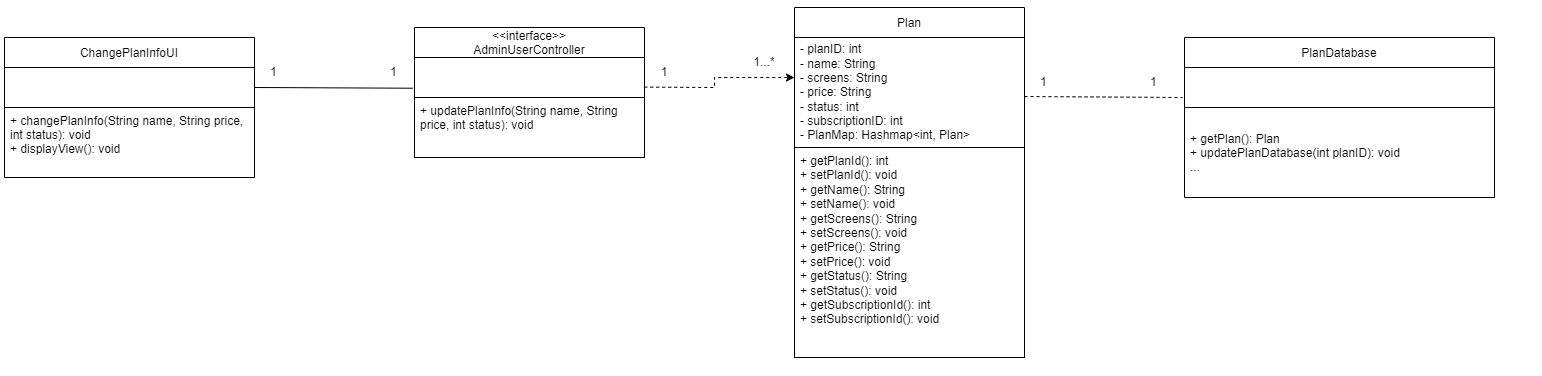 ChangePlanInfoUI
+ changePlanInfo(String name, String price,
int status): void
+ displayView(): void
1
1
<<interface>>
AdminUserController
+ updatePlanInfo(String name, String
price, int status): void
1
1...*
Plan
- planID: int
- name: String
- screens: String
- price: String
- status: int
- subscriptionID: int
- PlanMap: Hashmap<int, Plan>
+ getPlanId(): int
+ setPlanId(): void
+ getName(): String
+ setName(): void
+ getScreens(): String
+ setScreens(): void
+ getPrice(): String
+ setPrice(): void
+ getStatus(): String
+ setStatus(): void
+ getSubscriptionId(): int
+ setSubscriptionId(): void
1
1
PlanDatabase
+ getPlan(): Plan
+ updatePlanDatabase(int planID): void
...